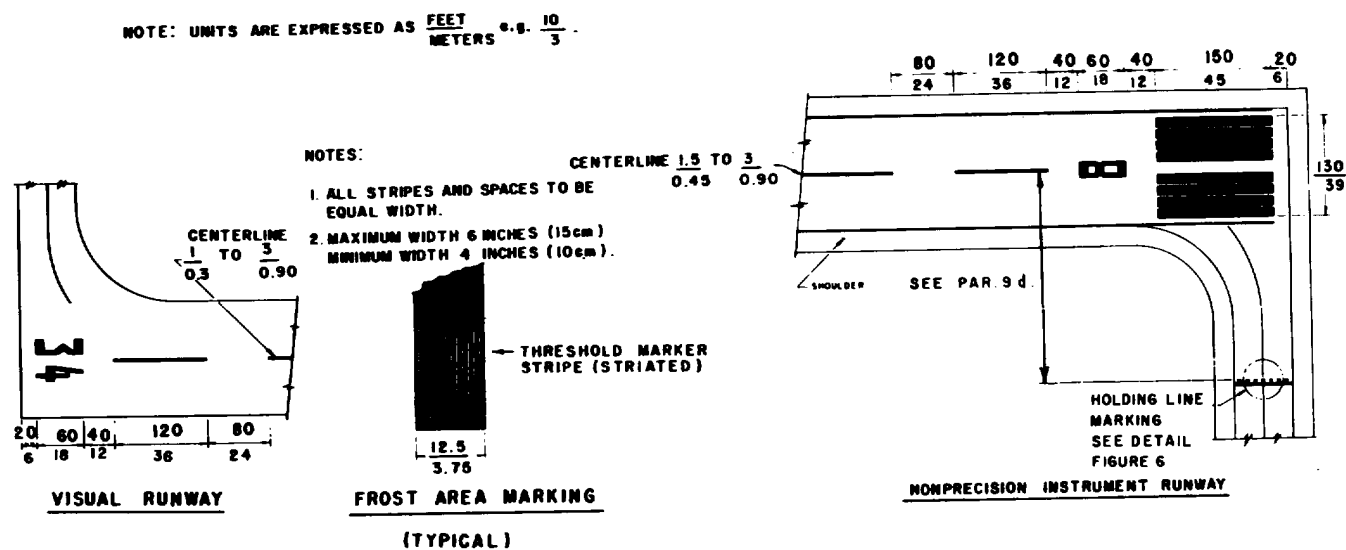 NOTE: UNITS ARE EXPRESSED AS FEET/METERS e.g. 10/3 .
80 120 40 60 40 150 20
24 36 12 18 12 45 6
NOTES:
1. ALL STRIPES AND SPACES TO BE
EQUAL WIDTH.
2. MAXIMUM WIDTH 6 INCHES (15cm)
MINIMUM WIDTH 4 INCHES (10cm).
CENTERLINE 1.5 TO 3
0.45 0.90
130
39
CENTERLINE
1 TO 3
0.3 0.90
SHOULDER
SEE PAR. 9 d.
34
THRESHOLD MARKER
STRIPE (STRIATED)
HOLDING LINE
MARKING
SEE DETAIL
FIGURE 6
20 60 40 120 80
6 18 12 36 24
12.5
3.75
VISUAL RUNWAY
FROST AREA MARKING
(TYPICAL)
NONPRECISION INSTRUMENT RUNWAY